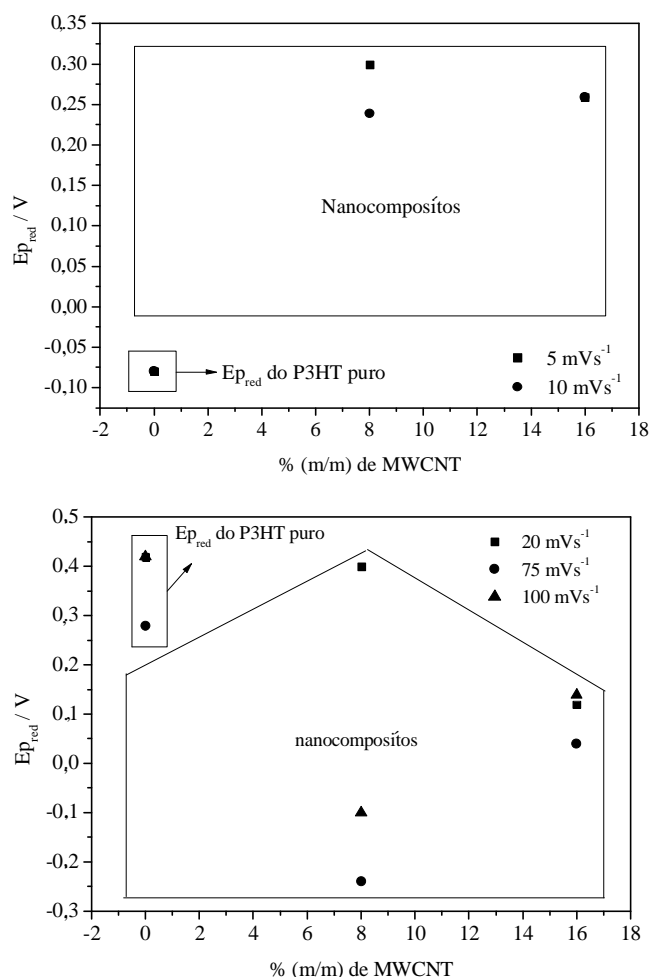 0,35
0,30
0,25
0,20
0,15
0,10
0,05
0,00
-0,05
-0,10
Ep_red / V
Nanocomposítos
Ep_red do P3HT puro
5 mVs⁻¹
10 mVs⁻¹
-2 0 2 4 6 8 10 12 14 16 18
% (m/m) de MWCNT
0,5
0,4
0,3
0,2
0,1
0,0
-0,1
-0,2
-0,3
Ep_red / V
Ep_red do P3HT puro
20 mVs⁻¹
75 mVs⁻¹
100 mVs⁻¹
nanocomposítos
-2 0 2 4 6 8 10 12 14 16 18
% (m/m) de MWCNT